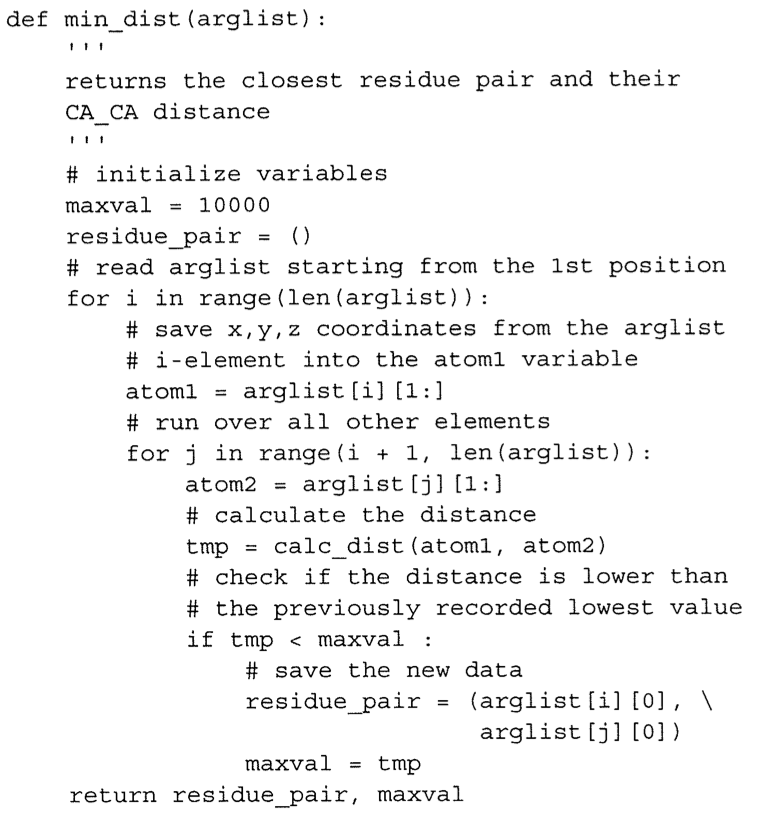 def min_dist(arglist):
    '''
    returns the closest residue pair and their
    CA_CA distance
    '''
    # initialize variables
    maxval = 10000
    residue_pair = ()
    # read arglist starting from the 1st position
    for i in range(len(arglist)):
        # save x,y,z coordinates from the arglist
        # i-element into the atom1 variable
        atom1 = arglist[i][1:]
        # run over all other elements
        for j in range(i + 1, len(arglist)):
            atom2 = arglist[j][1:]
            # calculate the distance
            tmp = calc_dist(atom1, atom2)
            # check if the distance is lower than
            # the previously recorded lowest value
            if tmp < maxval :
                # save the new data
                residue_pair = (arglist[i][0], \
                                arglist[j][0])
                maxval = tmp
    return residue_pair, maxval